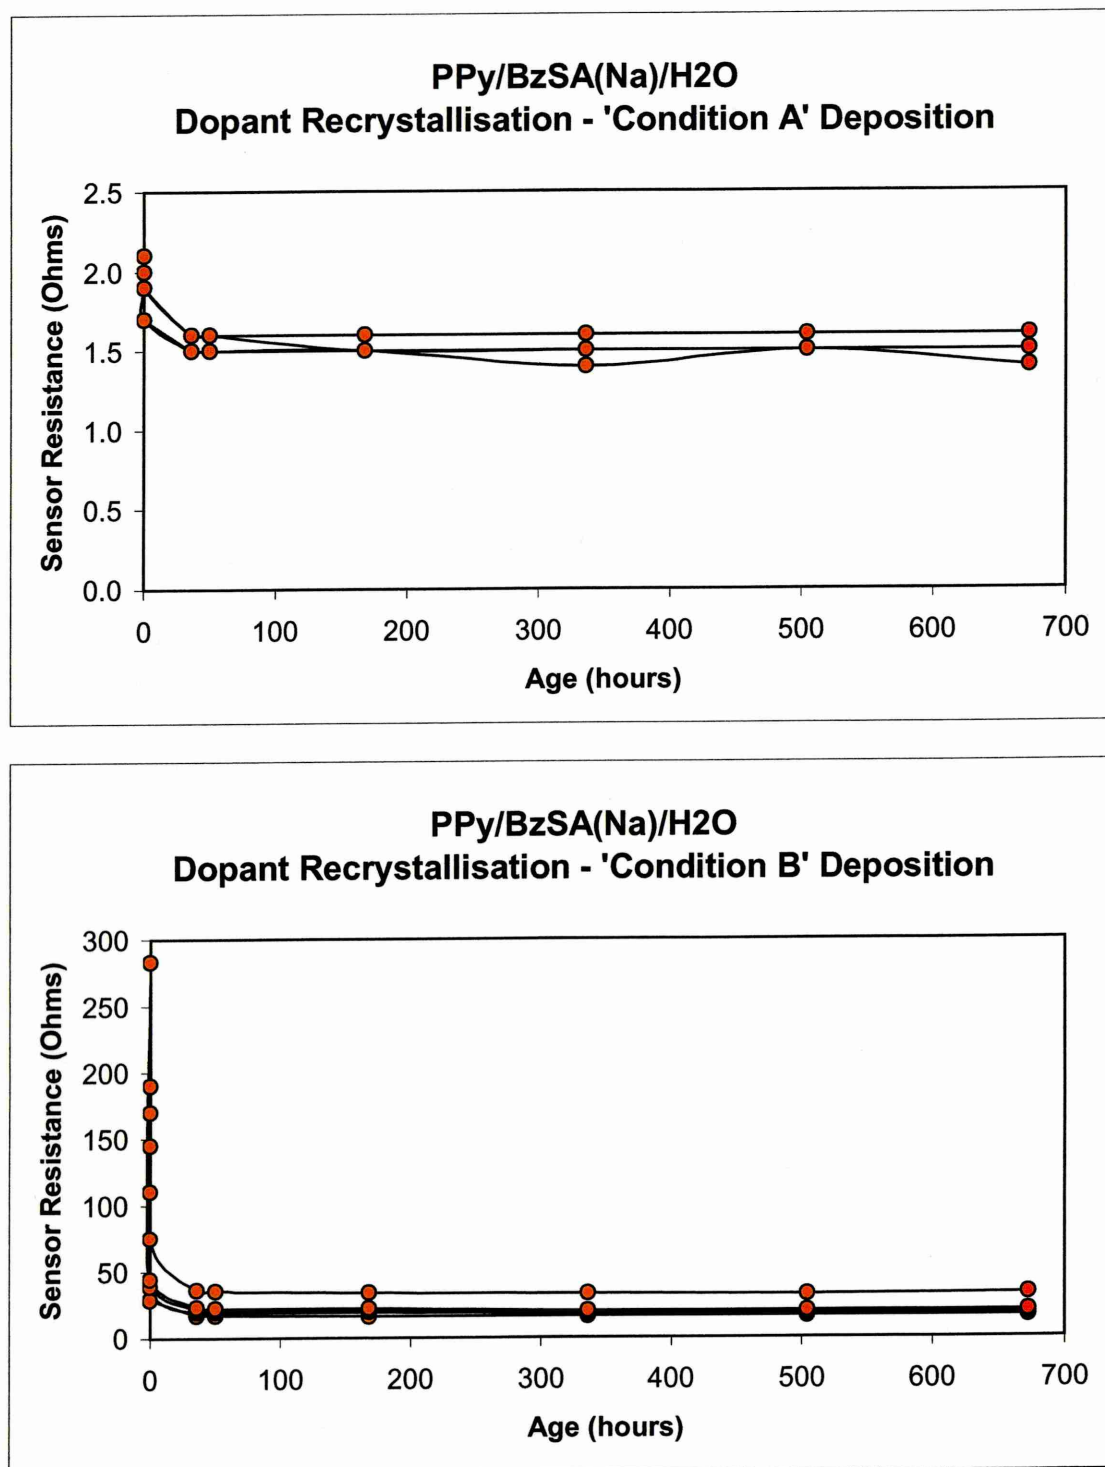 PPy/BzSA(Na)/H2O
Dopant Recrystallisation - 'Condition A' Deposition
Sensor Resistance (Ohms)
2.5
2.0
1.5
1.0
0.5
0.0
0 100 200 300 400 500 600 700
Age (hours)
PPy/BzSA(Na)/H2O
Dopant Recrystallisation - 'Condition B' Deposition
Sensor Resistance (Ohms)
300
250
200
150
100
50
0
0 100 200 300 400 500 600 700
Age (hours)